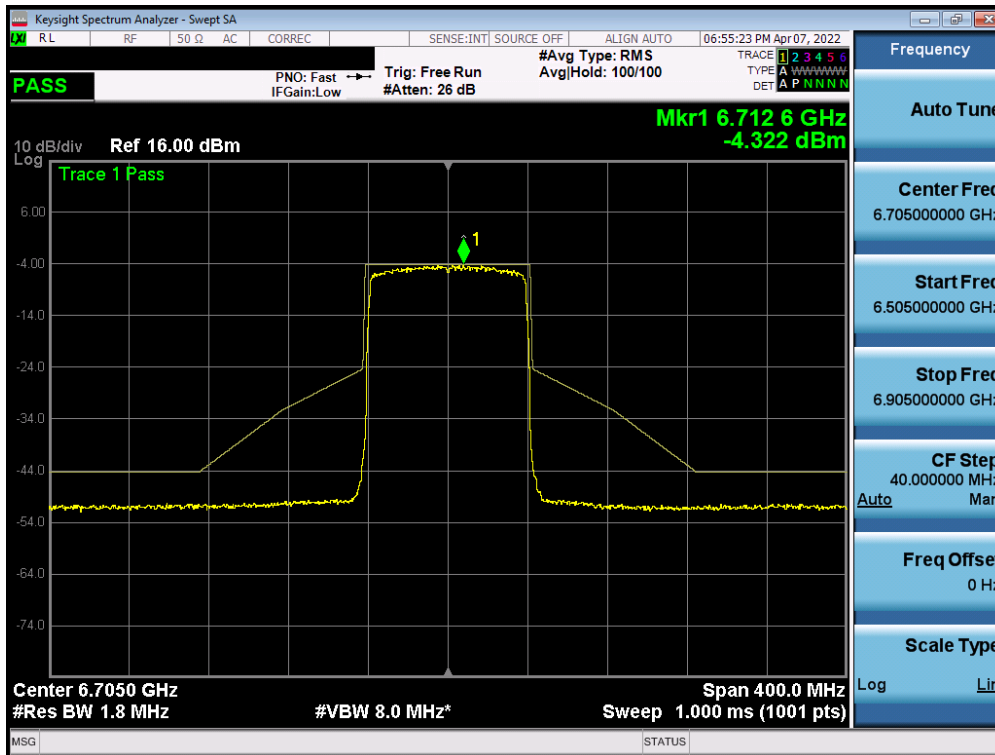 Keysight Spectrum Analyzer - Swept SA
LXI RL RF 50 Ω AC CORREC SENSE:INT SOURCE OFF ALIGN AUTO 06:55:23 PM Apr 07, 2022
PASS
PNO: Fast
IFGain:Low
Trig: Free Run
#Atten: 26 dB
#Avg Type: RMS
Avg|Hold: 100/100
TRACE 1 2 3 4 5 6
TYPE A WWWWW
DET A P N N N N
Mkr1 6.712 6 GHz
-4.322 dBm
10 dB/div Ref 16.00 dBm
Log
Trace 1 Pass
1
6.00
-4.00
-14.0
-24.0
-34.0
-44.0
-54.0
-64.0
-74.0
Center 6.7050 GHz Span 400.0 MHz
#Res BW 1.8 MHz #VBW 8.0 MHz* Sweep 1.000 ms (1001 pts)
MSG STATUS
Frequency
Auto Tune
Center Freq
6.705000000 GHz
Start Freq
6.505000000 GHz
Stop Freq
6.905000000 GHz
CF Step
40.000000 MHz
Auto Man
Freq Offset
0 Hz
Scale Type
Log Lin